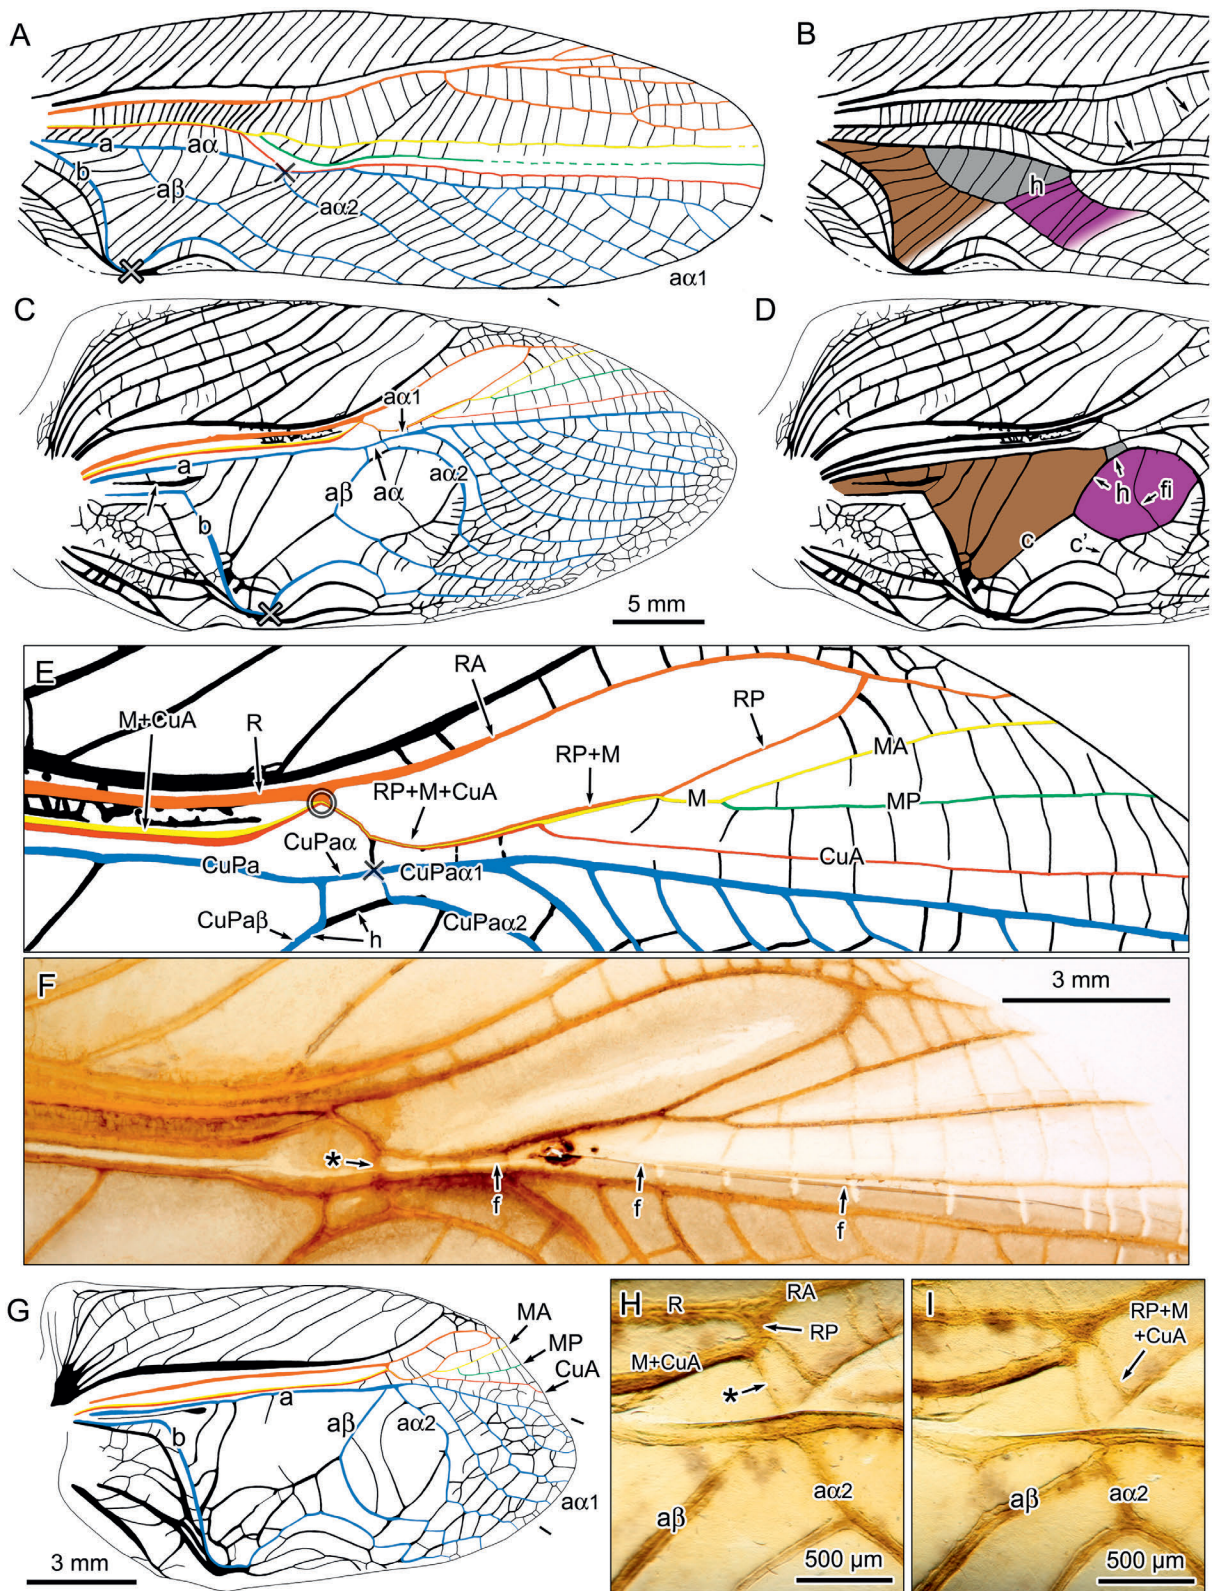 A
a
aα
b
aβ
aα2
aα1
B
h
C
aα1
a
aβ
aα
aα2
b
5 mm
D
h
fi
c
c'
E
RA
M+CuA
R
RP
RP+M
MA
RP+M+CuA
M
MP
CuPaα
CuA
CuPa
CuPaα1
CuPaβ
h
CuPaα2
F
3 mm
*
f
f
f
G
MA
MP
CuA
a
aβ
aα2
b
aα1
3 mm
H
R
RA
RP
M+CuA
*
aβ
aα2
500 µm
I
RP+M
+CuA
aβ
aα2
500 µm